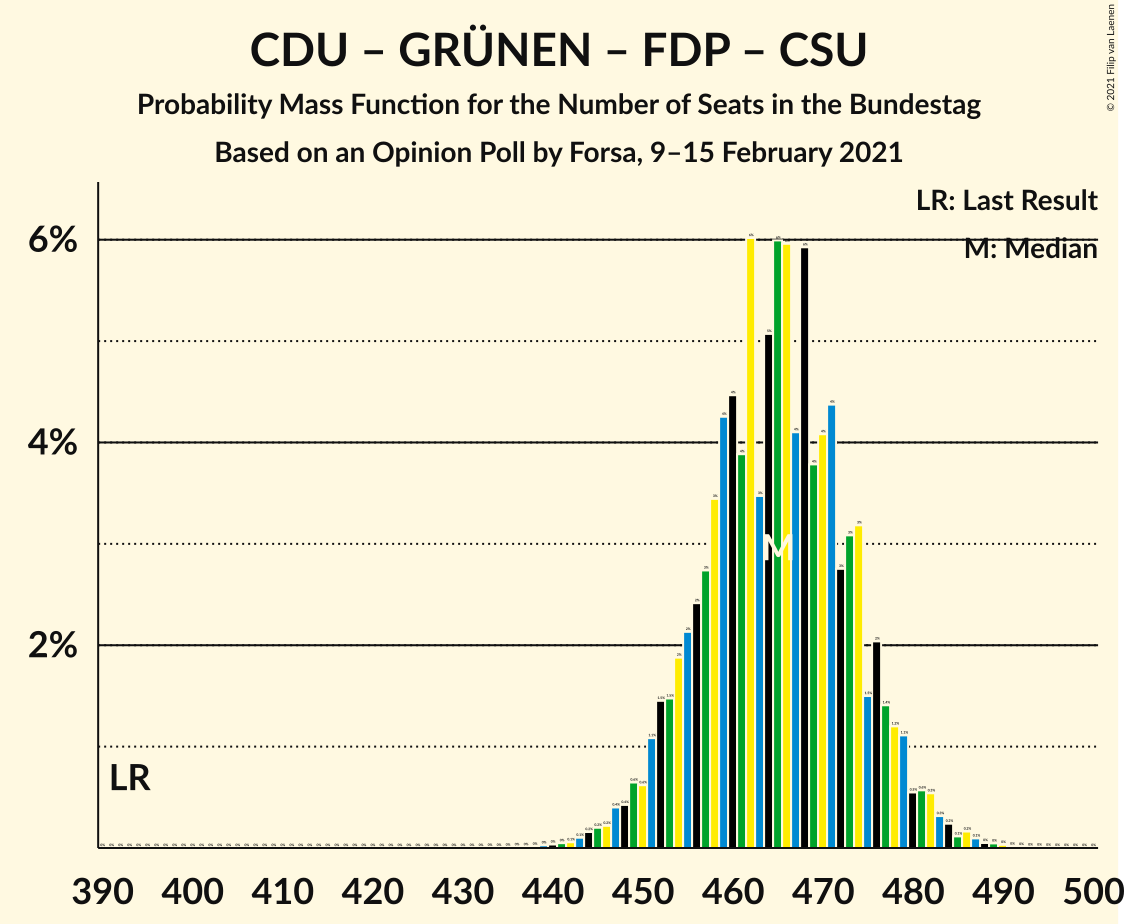 CDU – GRÜNEN – FDP – CSU
Probability Mass Function for the Number of Seats in the Bundestag
Based on an Opinion Poll by Forsa, 9–15 February 2021
© 2021 Filip van Laenen
LR: Last Result
M: Median
6%
4%
2%
M
LR
390 400 410 420 430 440 450 460 470 480 490 500